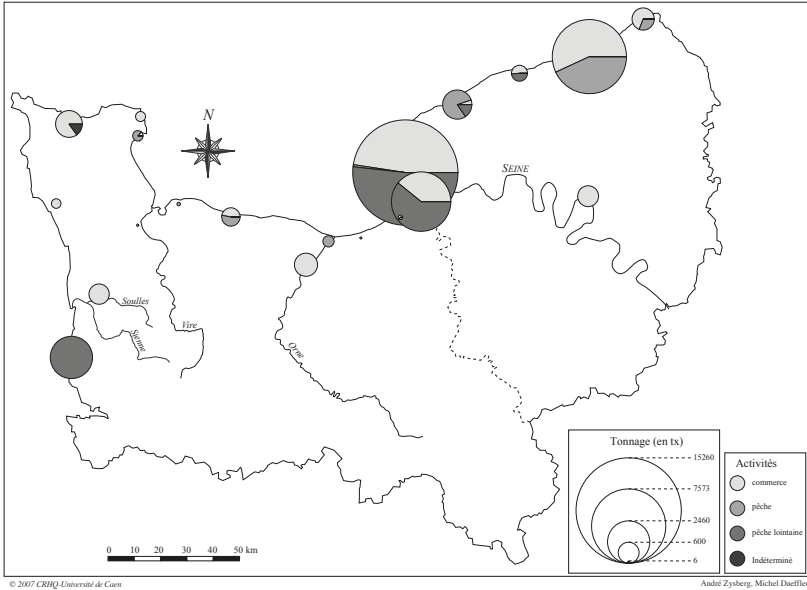 N
SEINE
Soulles
Sienne
Vire
Orne
0 10 20 30 40 50 km
Tonnage (en tx)
15260
7573
2460
600
6
Activités
commerce
pêche
pêche lointaine
Indéterminé
© 2007 CRHQ-Université de Caen
André Zysberg, Michel Daeffler